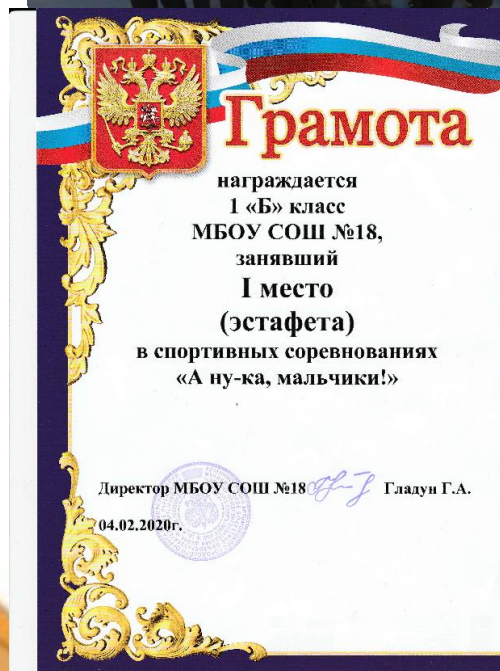 Грамота
награждается
1 «Б» класс
МБОУ СОШ №18,
занявший
I место
(эстафета)
в спортивных соревнованиях
«А ну-ка, мальчики!»
Директор МБОУ СОШ №18 Гладун Г.А.
04.02.2020г.